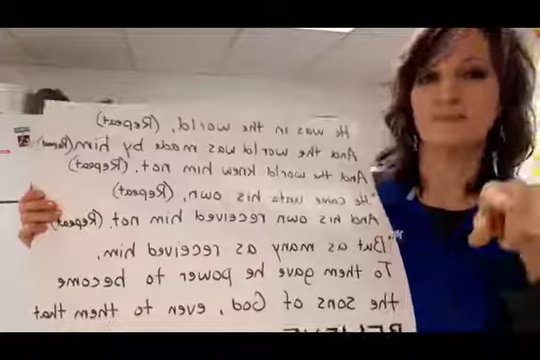 He was in the world, (Repeat)
And the world was made by him (Repeat)
And the world knew him not. (Repeat)
"He came unto his own, (Repeat)
And his own received him not. (Repeat)
"But as many as received him,
To them gave he power to become
the sons of God, even to them that
BELIEVE